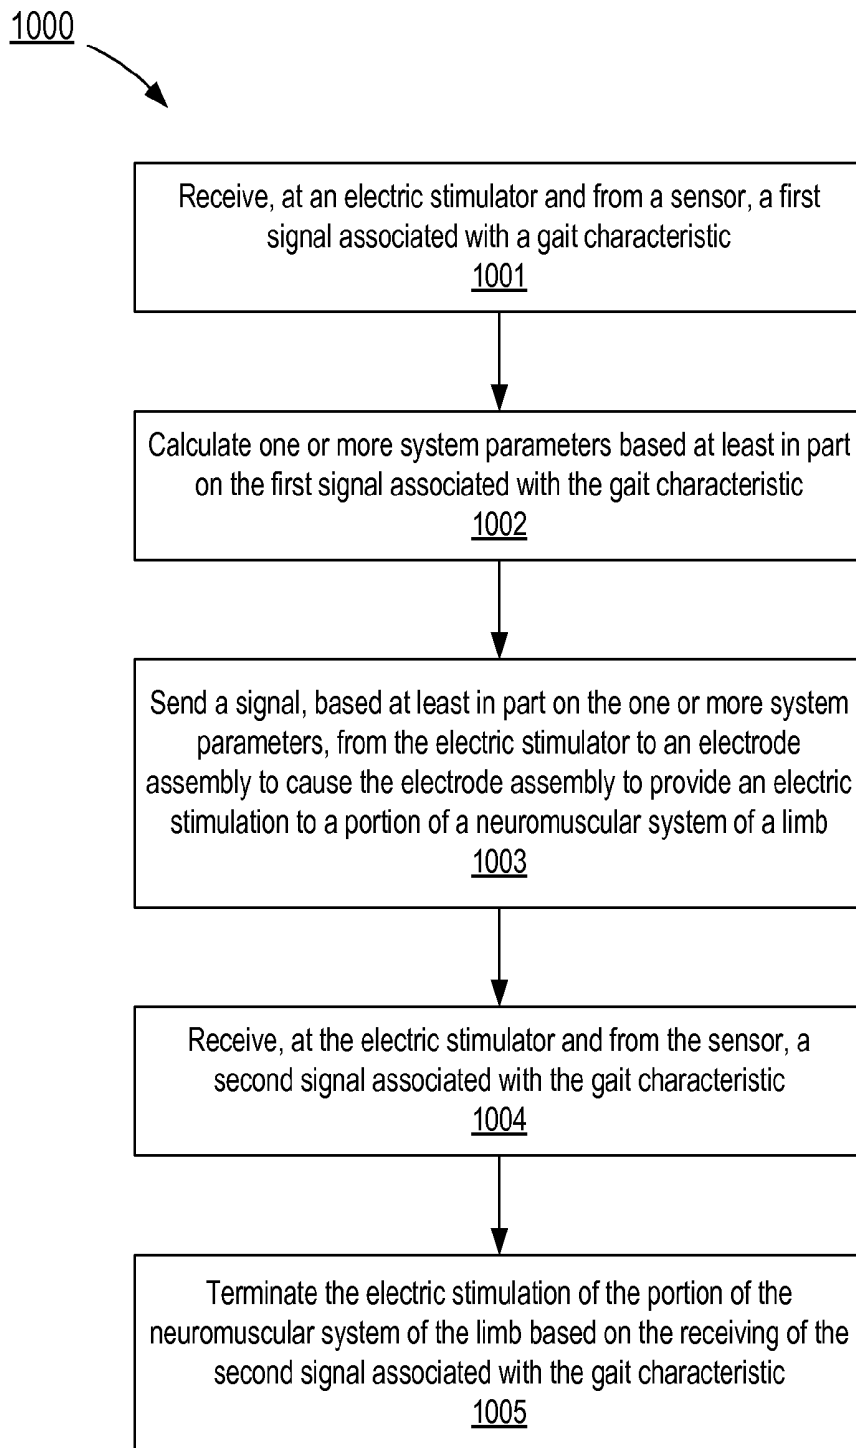 1000
Receive, at an electric stimulator and from a sensor, a first
signal associated with a gait characteristic
1001
Calculate one or more system parameters based at least in part
on the first signal associated with the gait characteristic
1002
Send a signal, based at least in part on the one or more system
parameters, from the electric stimulator to an electrode
assembly to cause the electrode assembly to provide an electric
stimulation to a portion of a neuromuscular system of a limb
1003
Receive, at the electric stimulator and from the sensor, a
second signal associated with the gait characteristic
1004
Terminate the electric stimulation of the portion of the
neuromuscular system of the limb based on the receiving of the
second signal associated with the gait characteristic
1005